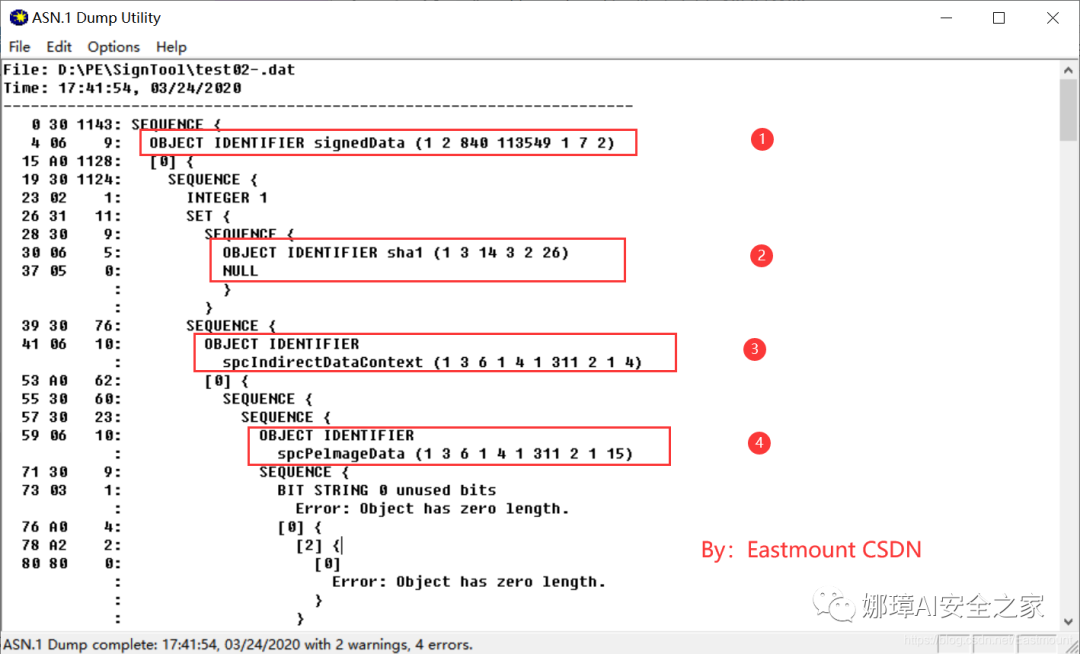 ASN.1 Dump Utility
File Edit Options Help
File: D:\PE\SignTool\test02-.dat
Time: 17:41:54, 03/24/2020
----------------------------------------------------------------------
0 30 1143: SEQUENCE {
4 06 9: OBJECT IDENTIFIER signedData (1 2 840 113549 1 7 2)
1
15 A0 1128: [0] {
19 30 1124: SEQUENCE {
23 02 1: INTEGER 1
26 31 11: SET {
28 30 9: SEQUENCE {
30 06 5: OBJECT IDENTIFIER sha1 (1 3 14 3 2 26)
2
37 05 0: NULL
: }
: }
39 30 76: SEQUENCE {
41 06 10: OBJECT IDENTIFIER
3
: spcIndirectDataContext (1 3 6 1 4 1 311 2 1 4)
53 A0 62: [0] {
55 30 60: SEQUENCE {
57 30 23: SEQUENCE {
59 06 10: OBJECT IDENTIFIER
4
: spcPeImageData (1 3 6 1 4 1 311 2 1 15)
71 30 9: SEQUENCE {
73 03 1: BIT STRING 0 unused bits
: Error: Object has zero length.
76 A0 4: [0] {
78 A2 2: [2] {
80 80 0: [0]
: Error: Object has zero length.
: }
: }
By：Eastmount CSDN
娜璋AI安全之家
ASN.1 Dump complete: 17:41:54, 03/24/2020 with 2 warnings, 4 errors.